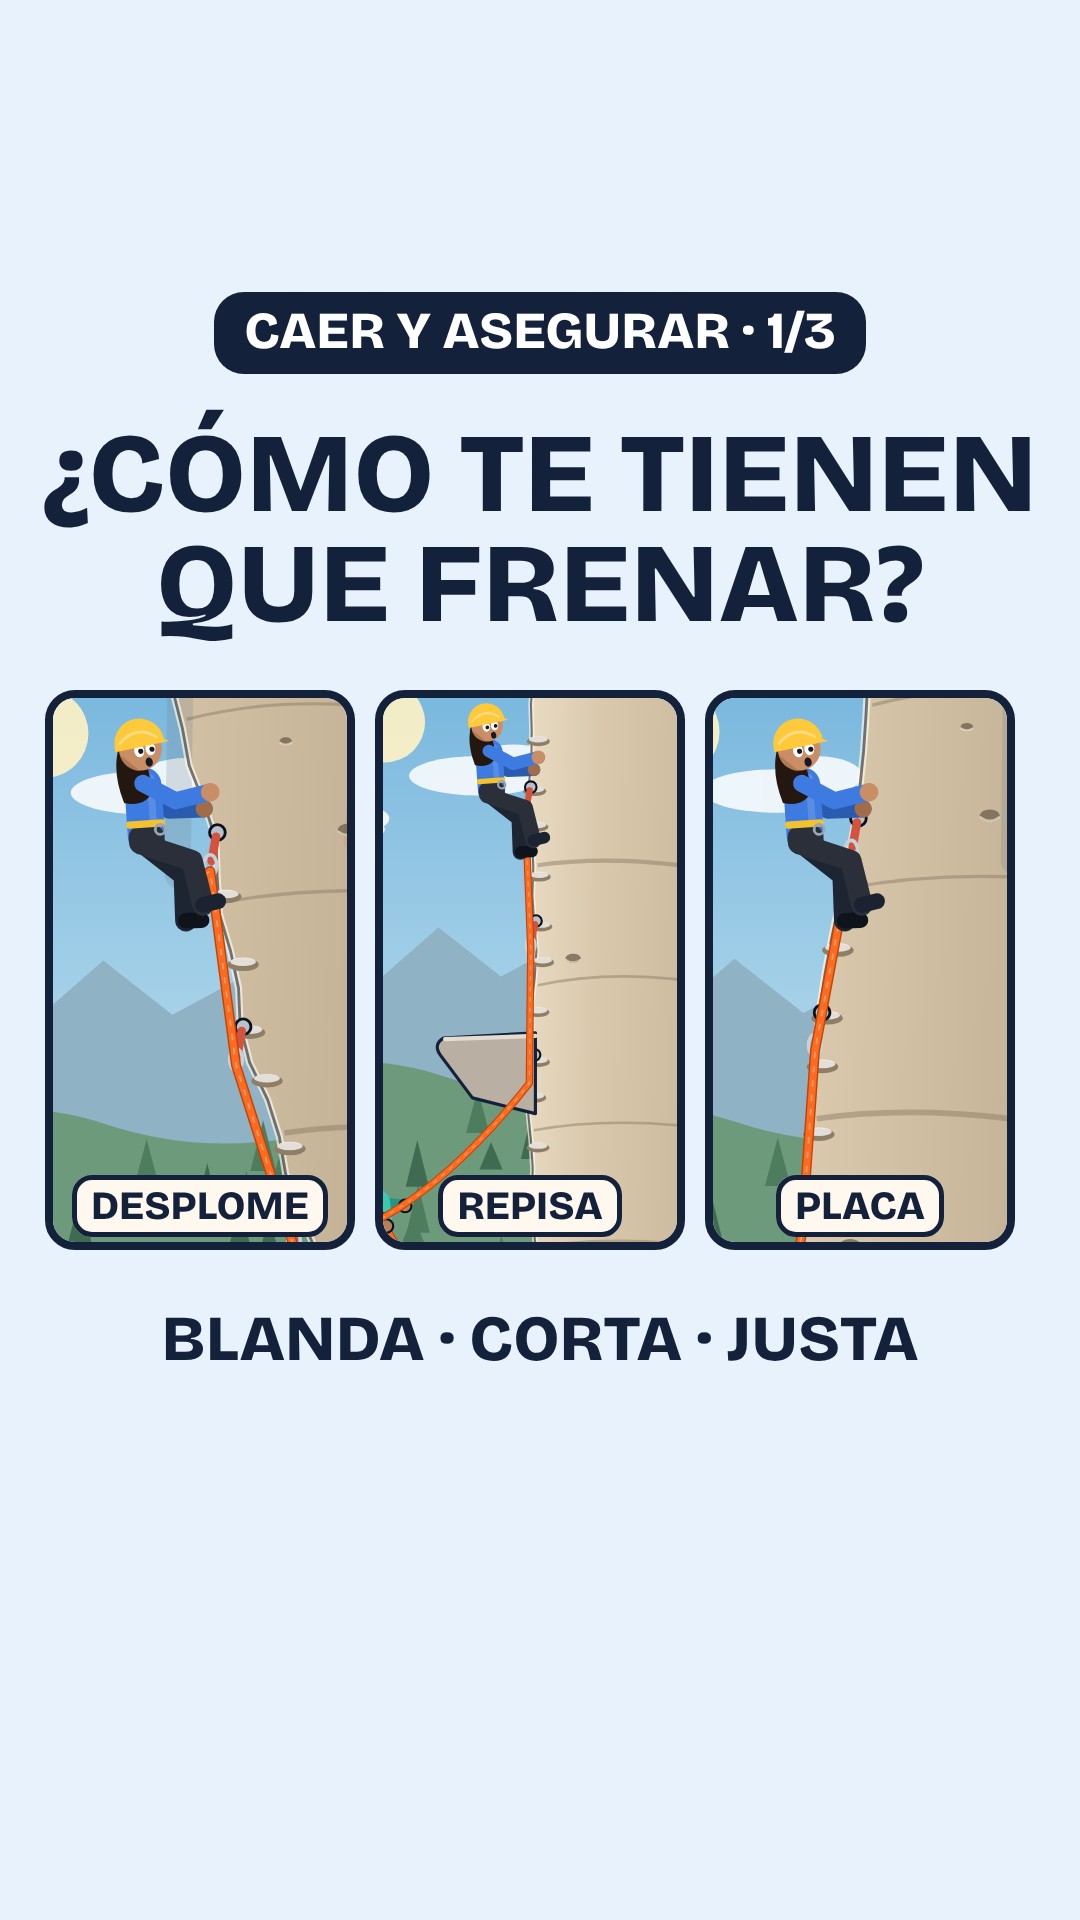 CAER Y ASEGURAR · 1/3
¿CÓMO TE TIENEN
QUE FRENAR?
DESPLOME
REPISA
PLACA
BLANDA · CORTA · JUSTA